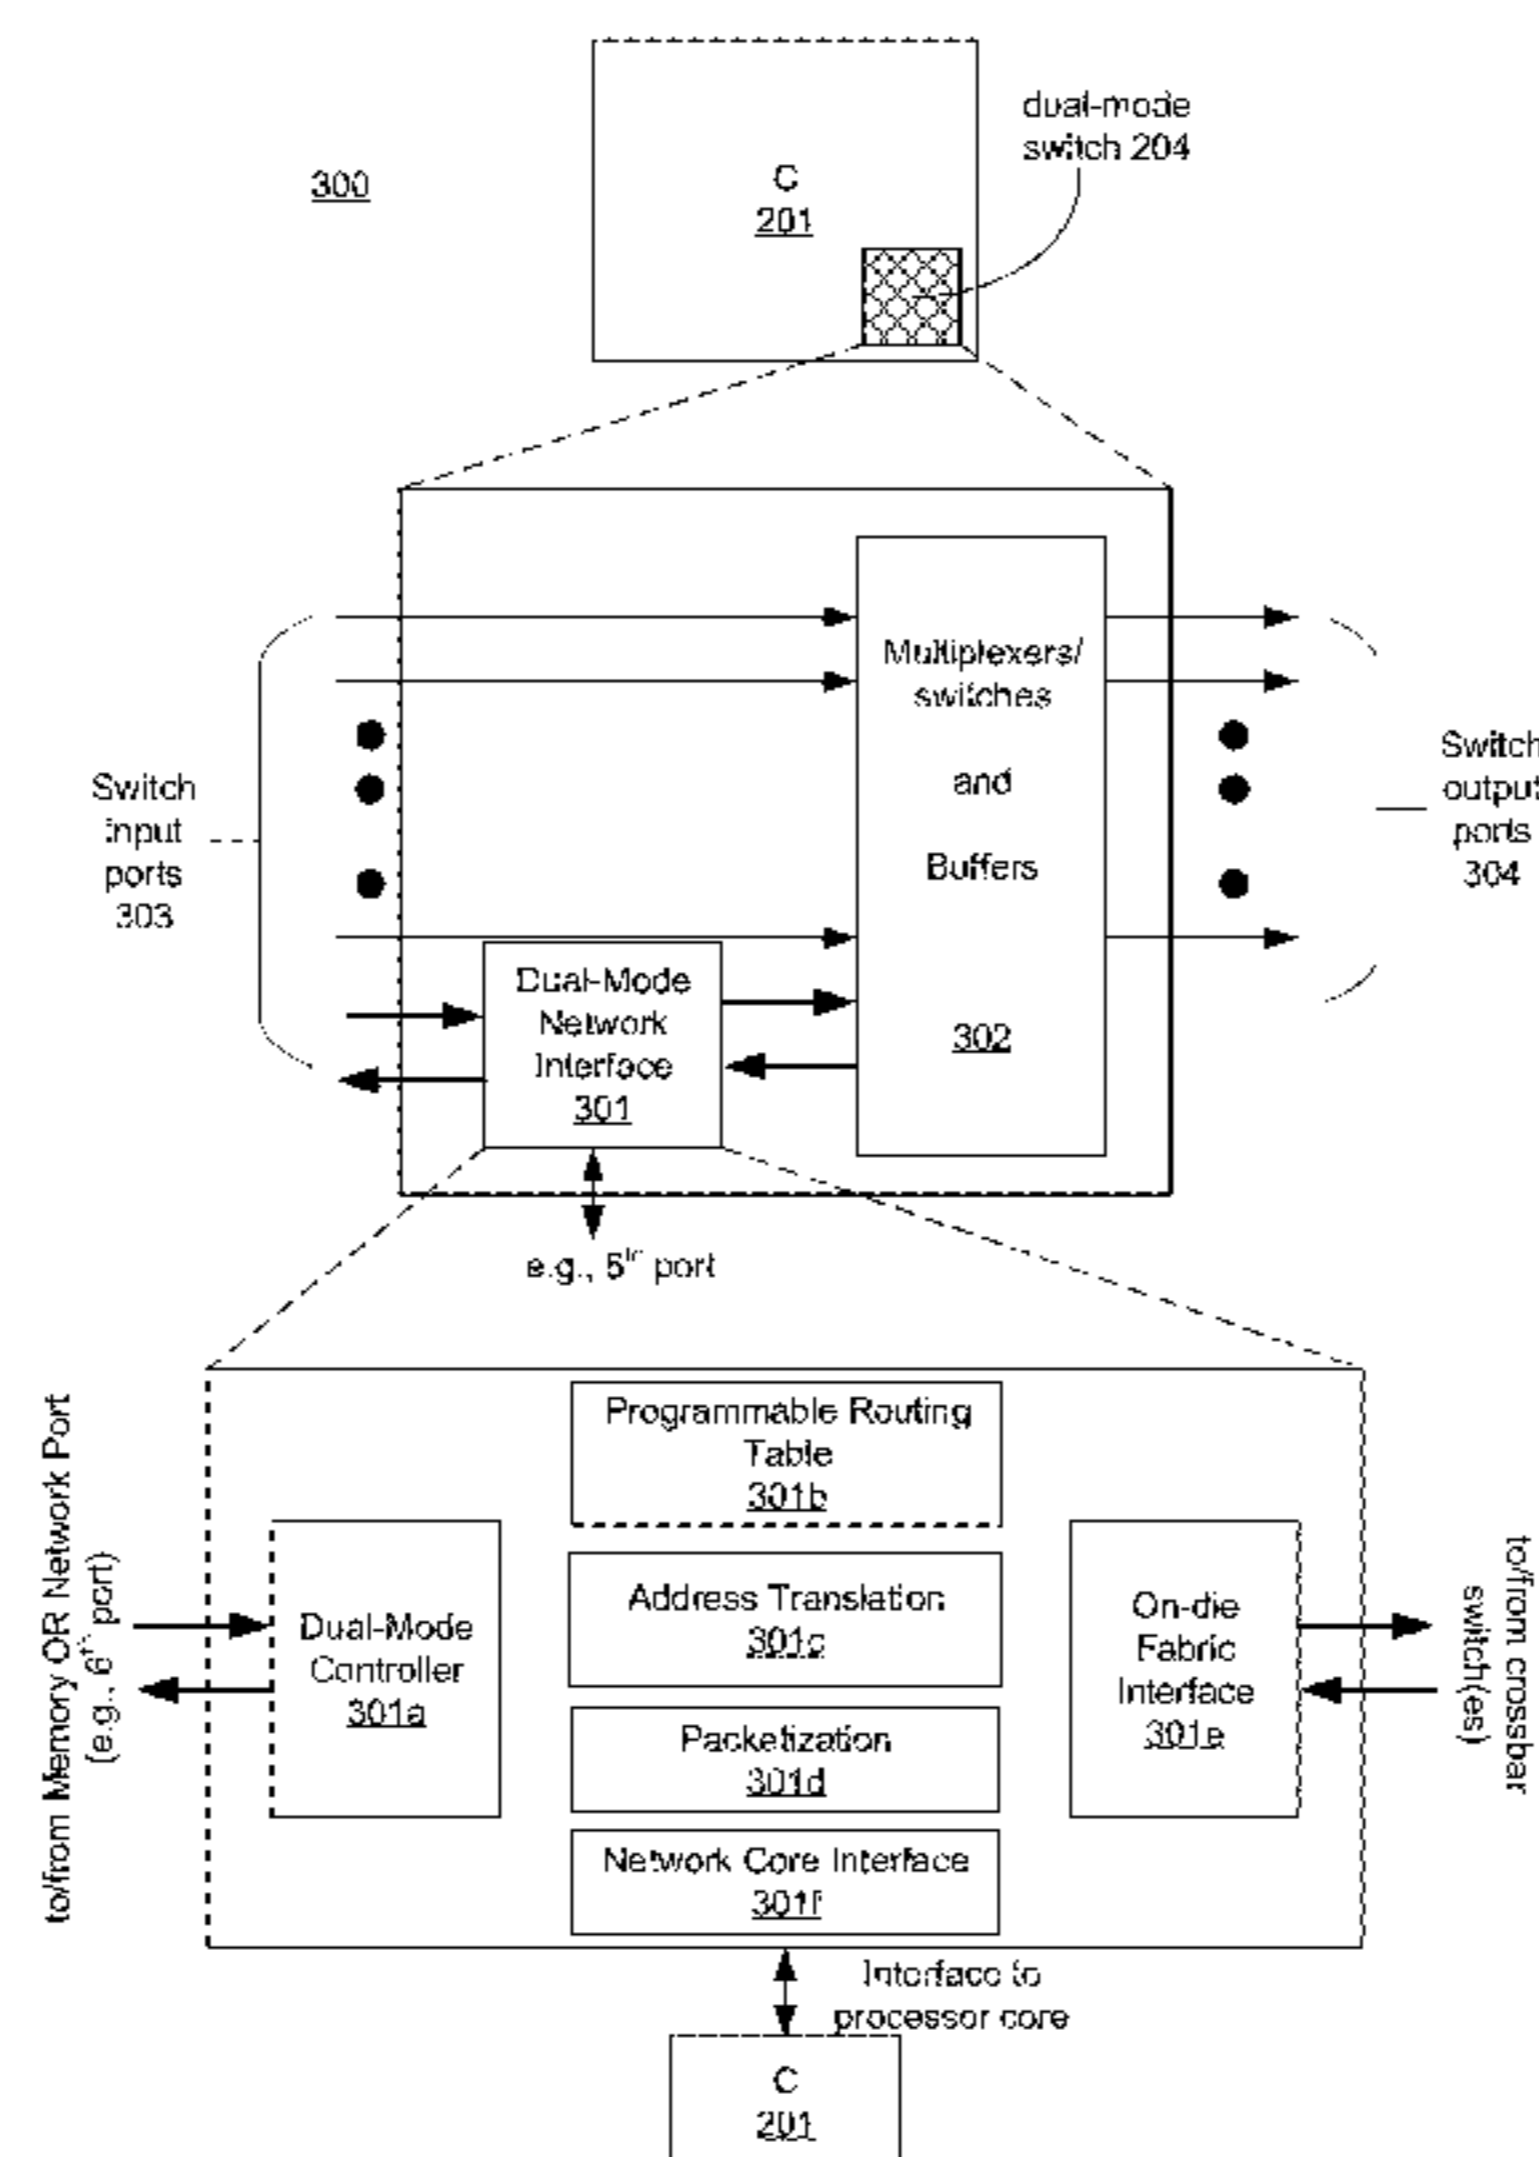 300
C
201
dual-mode
switch 204
Switch
input
ports
303
Multiplexers/
switches
and
Buffers
302
Switch
output
ports
304
Dual-Mode
Network
Interface
301
e.g., 5th port
to/from Memory OR Network Port
(e.g., 6th port)
Dual-Mode
Controller
301a
Programmable Routing
Table
301b
Address Translation
301c
Packetization
301d
Network Core Interface
301f
On-die
Fabric
Interface
301e
to/from crossbar
switch(es)
Interface to
processor core
C
201